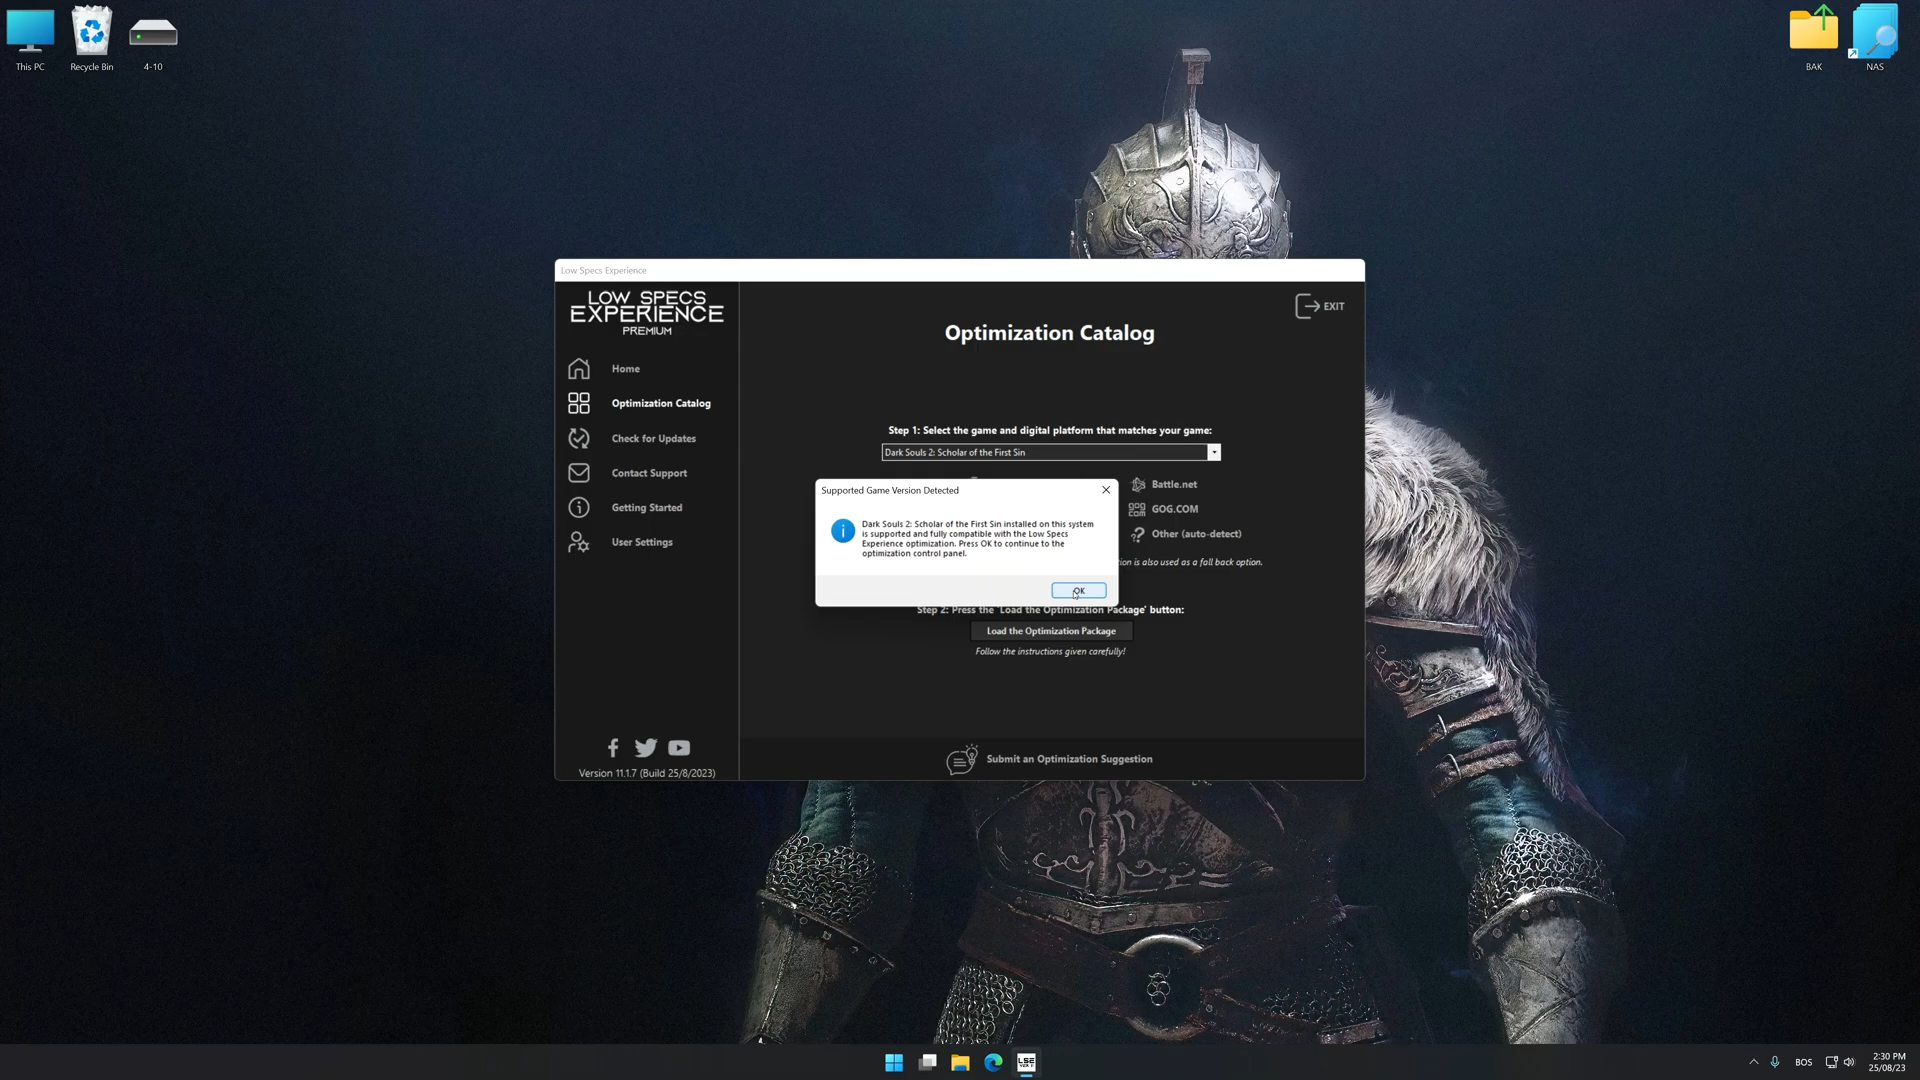 This PC
Recycle Bin
4-10
BAK
NAS
Low Specs Experience
LOW SPECS
EXPERIENCE
PREMIUM
Home
Optimization Catalog
Check for Updates
Contact Support
Getting Started
User Settings
Version 11.1.7 (Build 25/8/2023)
EXIT
Optimization Catalog
Step 1: Select the game and digital platform that matches your game:
Dark Souls 2: Scholar of the First Sin
Battle.net
GOG.COM
Other (auto-detect)
is also used as a fall back option.
Supported Game Version Detected
Dark Souls 2: Scholar of the First Sin installed on this system
is supported and fully compatible with the Low Specs
Experience optimization. Press OK to continue to the
optimization control panel.
OK
Step 2: Press the 'Load the Optimization Package' button:
Load the Optimization Package
Follow the instructions given carefully!
Submit an Optimization Suggestion
LSE
BOS
2:30 PM
25/08/23